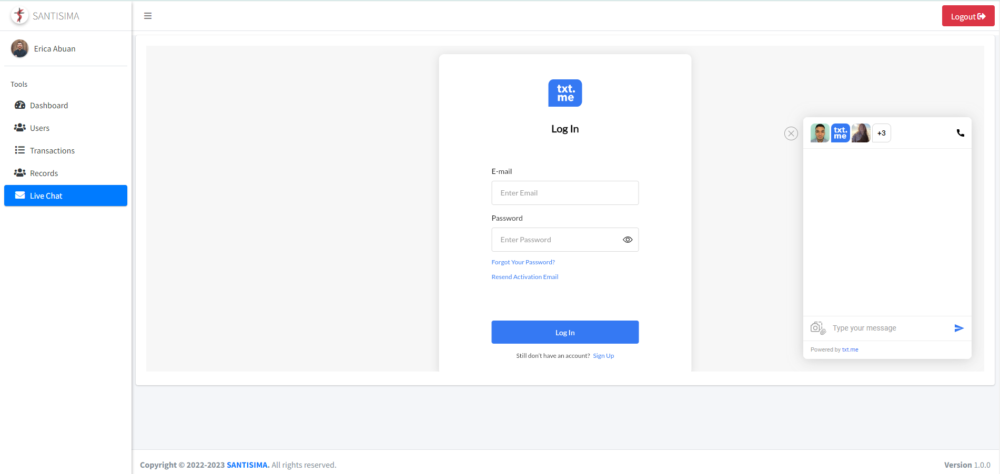 SANTISIMA
Logout
Erica Abuan
Tools
Dashboard
Users
Transactions
Records
Live Chat
txt.
me
Log In
E-mail
Enter Email
Password
Enter Password
Forgot Your Password?
Resend Activation Email
Log In
Still don't have an account? Sign Up
txt.
me
+3
Type your message
Powered by txt.me
Copyright © 2022-2023 SANTISIMA. All rights reserved.
Version 1.0.0